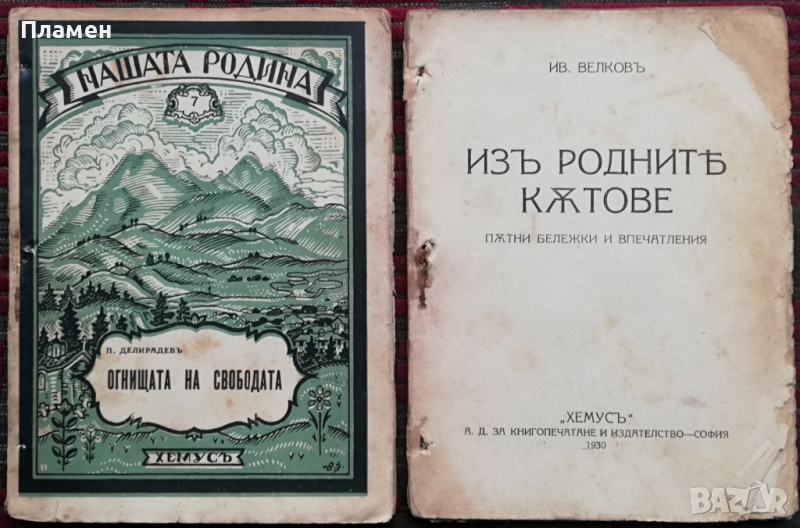 Пламен
НАШАТА РОДИНА
7
П. ДЕЛИРАДЕВЪ
ОГНИЩАТА НА СВОБОДАТА
ХЕМУСЪ
ИВ. ВЕЛКОВЪ
ИЗЪ РОДНИТѢ
КѪТОВЕ
ПѪТНИ БЕЛЕЖКИ И ВПЕЧАТЛЕНИЯ
„ХЕМУСЪ“
А. Д. ЗА КНИГОПЕЧАТАНЕ И ИЗДАТЕЛСТВО—СОФИЯ
1930
BAZAR